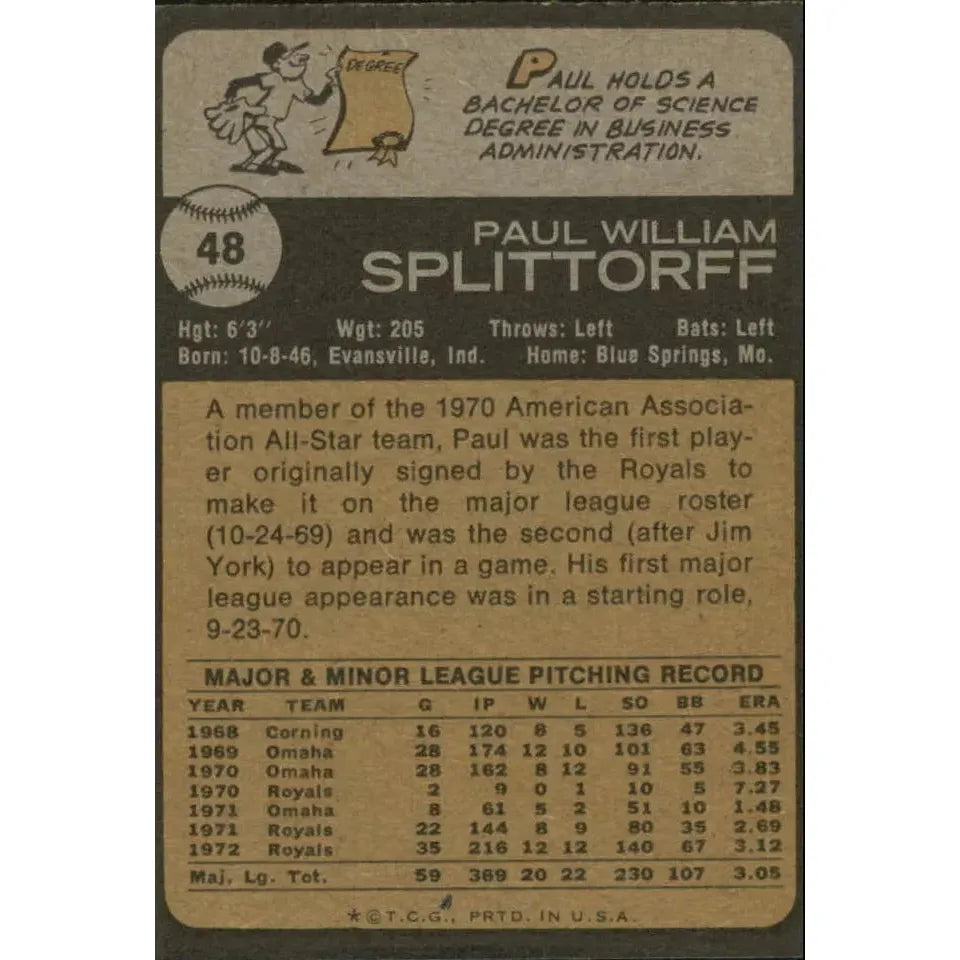 DEGREE
PAUL HOLDS A
BACHELOR OF SCIENCE
DEGREE IN BUSINESS
ADMINISTRATION.
48
PAUL WILLIAM
SPLITTORFF
Hgt: 6'3" Wgt: 205 Throws: Left Bats: Left
Born: 10-8-46, Evansville, Ind. Home: Blue Springs, Mo.
A member of the 1970 American Associa-
tion All-Star team, Paul was the first play-
er originally signed by the Royals to
make it on the major league roster
(10-24-69) and was the second (after Jim
York) to appear in a game. His first major
league appearance was in a starting role,
9-23-70.
MAJOR & MINOR LEAGUE PITCHING RECORD
YEAR TEAM G IP W L SO BB ERA
1968 Corning 16 120 8 5 136 47 3.45
1969 Omaha 28 174 12 10 101 63 4.55
1970 Omaha 28 162 8 12 91 55 3.83
1970 Royals 2 9 0 1 10 5 7.27
1971 Omaha 8 61 5 2 51 10 1.48
1971 Royals 22 144 8 9 80 35 2.69
1972 Royals 35 216 12 12 140 67 3.12
Maj. Lg. Tot. 59 369 20 22 230 107 3.05
*©T.C.G., PRTD. IN U.S.A.